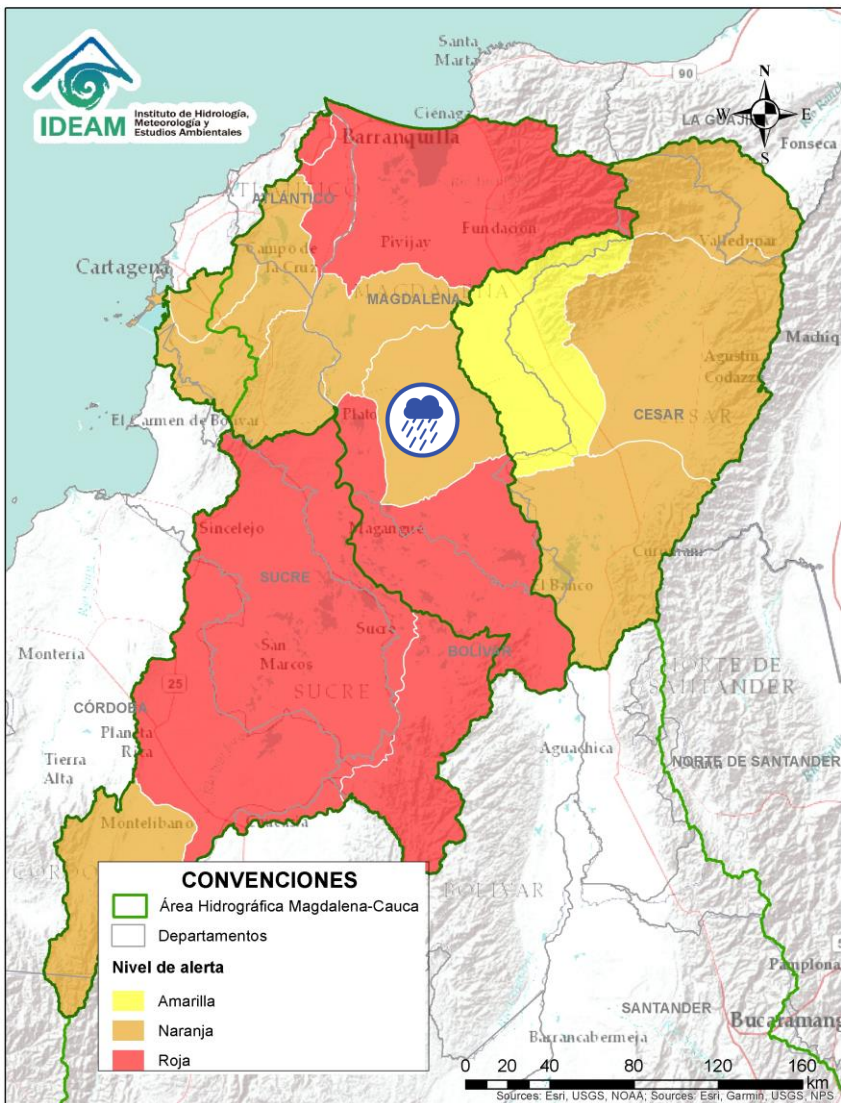 IDEAM
Instituto de Hidrología,
Meteorología y
Estudios Ambientales
Santa
Marta
90
N
W E
S
Ciénaga
LA GUAJIRA
Fonseca
Barranquilla
ATLÁNTICO
Fundación
Pivijay
Valledupar
Campo de
la Cruz
Cartagena
MAGDALENA
Machiq
Agustín
Codazzi
El Carmen de Bolívar
Plato
CESAR
Sincelejo
Magangué
SUCRE
El Banco
Sucre
San
Marcos
BOLÍVAR
Montería
25
SUCRE
NORTE DE
SANTANDER
CÓRDOBA
Planeta
Rica
Aguachica
Tierra
Alta
NORTE DE SANTANDER
Montelíbano
Caucasia
BOLÍVAR
CONVENCIONES
Área Hidrográfica Magdalena-Cauca
Departamentos
Nivel de alerta
Amarilla
Naranja
Roja
Pamplona
SANTANDER
Bucaramang
Barrancabermeja
0 20 40 80 120 160
km
Sources: Esri, USGS, NOAA; Sources: Esri, Garmin, USGS, NPS